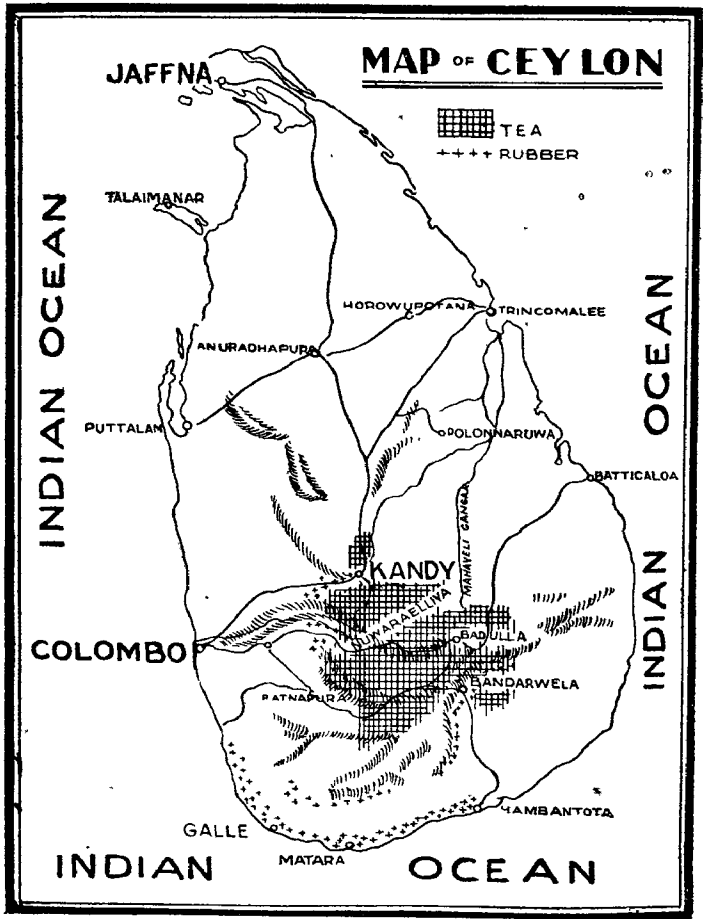 MAP OF CEYLON
JAFFNA
TEA
RUBBER
TALAIMANAR
INDIAN OCEAN
OCEAN
HOROWUPOTANA
TRINCOMALEE
ANURADHAPURA
PUTTALAM
POLONNARUWA
BATTICALOA
MAHAVELI GANGAA
KANDY
NUWARAELLIYA
INDIAN
BADULLA
COLOMBO
BANDARWELA
RATNAPURA
HAMBANTOTA
GALLE
MATARA
INDIAN OCEAN